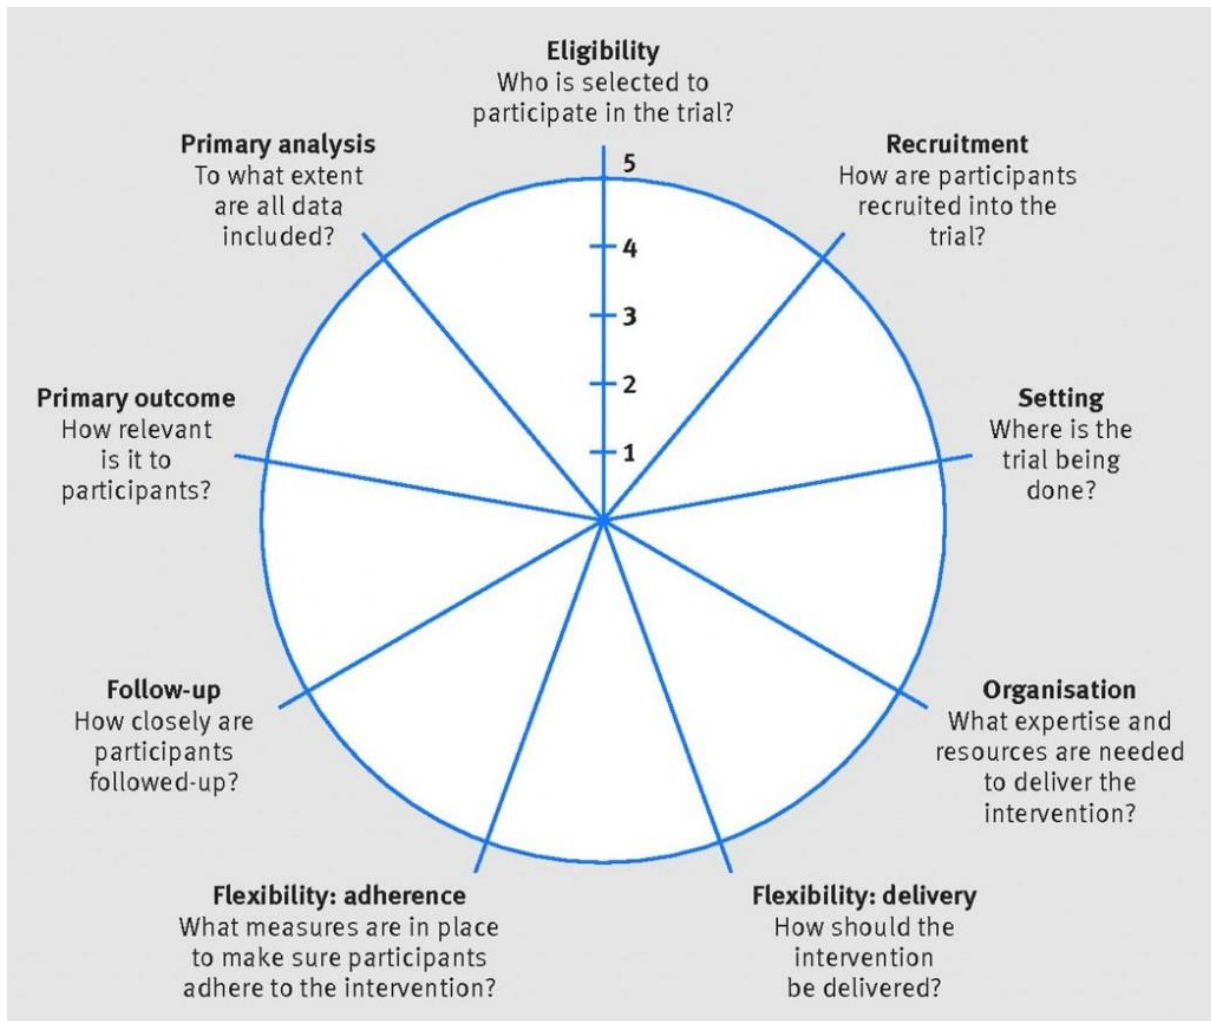 Eligibility
Who is selected to
participate in the trial?
Primary analysis
To what extent
are all data
included?
Recruitment
How are participants
recruited into the
trial?
5
4
3
2
1
Primary outcome
How relevant
is it to
participants?
Setting
Where is the
trial being
done?
Follow-up
How closely are
participants
followed-up?
Organisation
What expertise and
resources are needed
to deliver the
intervention?
Flexibility: adherence
What measures are in place
to make sure participants
adhere to the intervention?
Flexibility: delivery
How should the
intervention
be delivered?